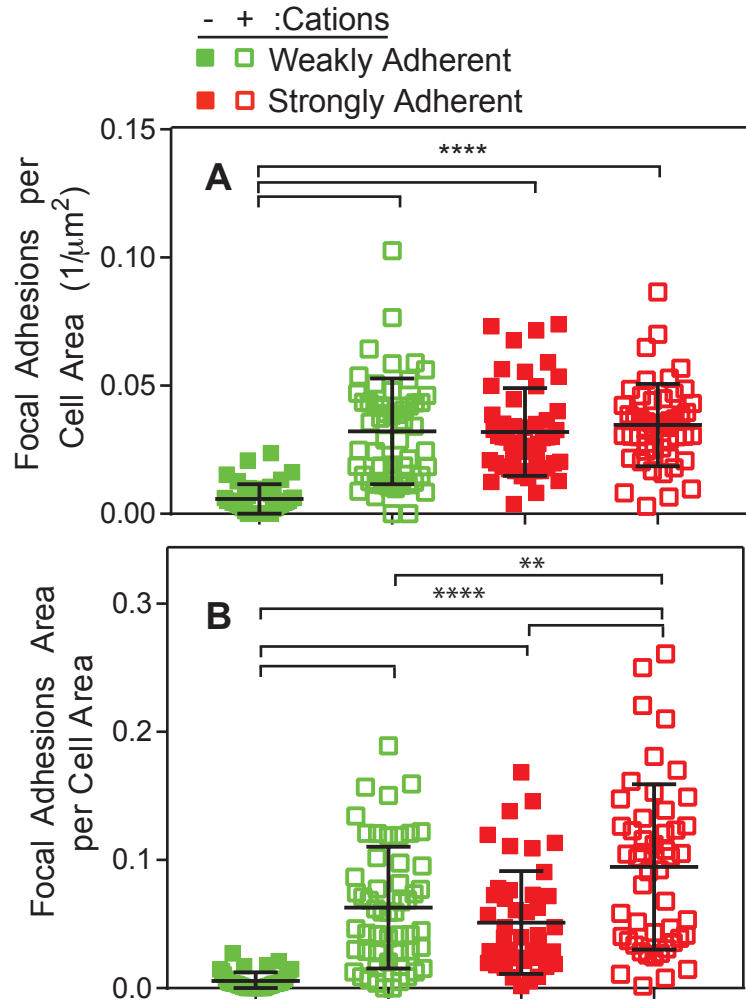 - + :Cations
Weakly Adherent
Strongly Adherent
Focal Adhesions per
Cell Area (1/μm²)
0.15
0.10
0.05
0.00
A
****
Focal Adhesions Area
per Cell Area
0.3
0.2
0.1
0.0
B
**
****